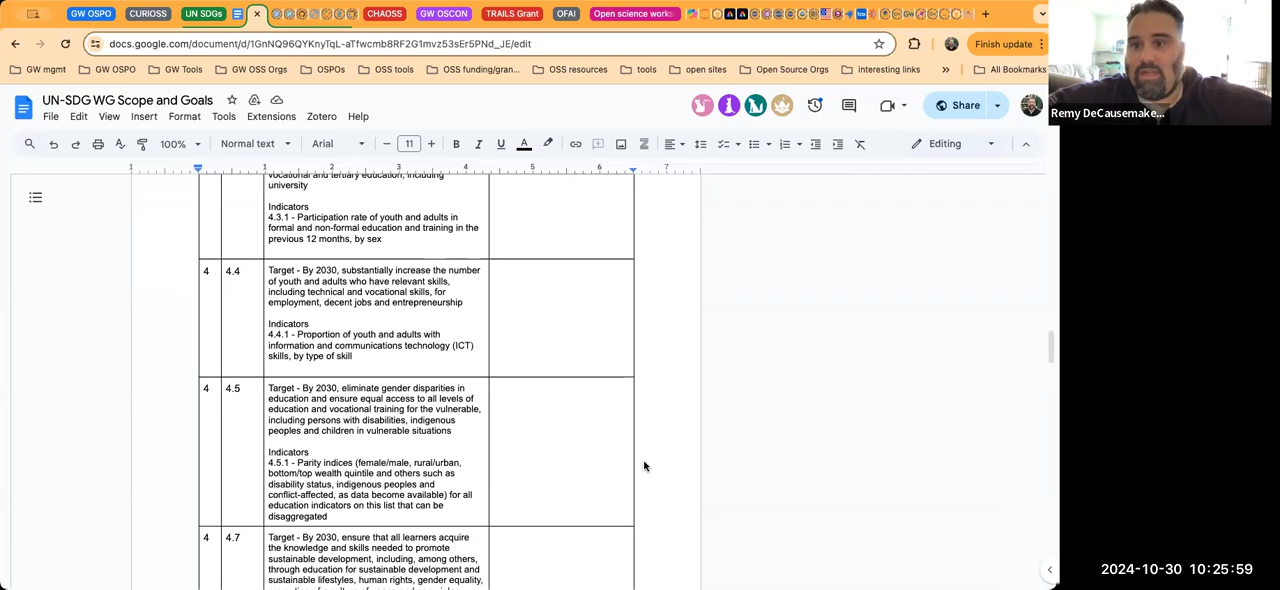 GW OSPO
CURIOSS
UN SDGs
CHAOSS
GW OSCON
TRAILS Grant
OFAI
Open science works
docs.google.com/document/d/1GnNQ96QYKnyTqL-aTfwcmb8RF2G1mvz53sEr5PNd_JE/edit
Finish update
GW mgmt
GW OSPO
GW Tools
GW OSS Orgs
OSPOs
OSS tools
OSS funding/gran...
OSS resources
tools
open sites
Open Source Orgs
interesting links
All Bookmarks
Remy DeCausemake...
UN-SDG WG Scope and Goals
File Edit View Insert Format Tools Extensions Zotero Help
Share
100%
Normal text
Arial
11
Editing
1 1 2 3 4 5 6 7
vocational and tertiary education, including
university
Indicators
4.3.1 - Participation rate of youth and adults in
formal and non-formal education and training in the
previous 12 months, by sex
4 4.4 Target - By 2030, substantially increase the number
of youth and adults who have relevant skills,
including technical and vocational skills, for
employment, decent jobs and entrepreneurship
Indicators
4.4.1 - Proportion of youth and adults with
information and communications technology (ICT)
skills, by type of skill
4 4.5 Target - By 2030, eliminate gender disparities in
education and ensure equal access to all levels of
education and vocational training for the vulnerable,
including persons with disabilities, indigenous
peoples and children in vulnerable situations
Indicators
4.5.1 - Parity indices (female/male, rural/urban,
bottom/top wealth quintile and others such as
disability status, indigenous peoples and
conflict-affected, as data become available) for all
education indicators on this list that can be
disaggregated
4 4.7 Target - By 2030, ensure that all learners acquire
the knowledge and skills needed to promote
sustainable development, including, among others,
through education for sustainable development and
sustainable lifestyles, human rights, gender equality,
2024-10-30 10:25:59